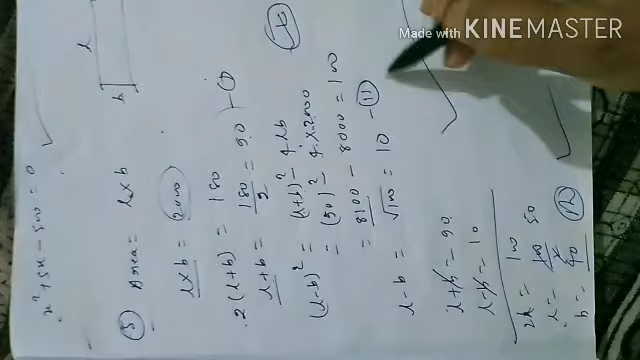 Made with KINEMASTER
x² + 5x - 500 = 0
l
b
(5) Area = l x b
l x b = 2000
2(l+b) = 180
l+b = 180/2 = 90 -(I)
(l-b)² = (l+b)² - 4lb
= (90)² - 4 x 2000
= 8100 - 8000 = 100
l-b = √100 = 10 -(II)
l+b = 90
l-b = 10
2l = 100
b = 40